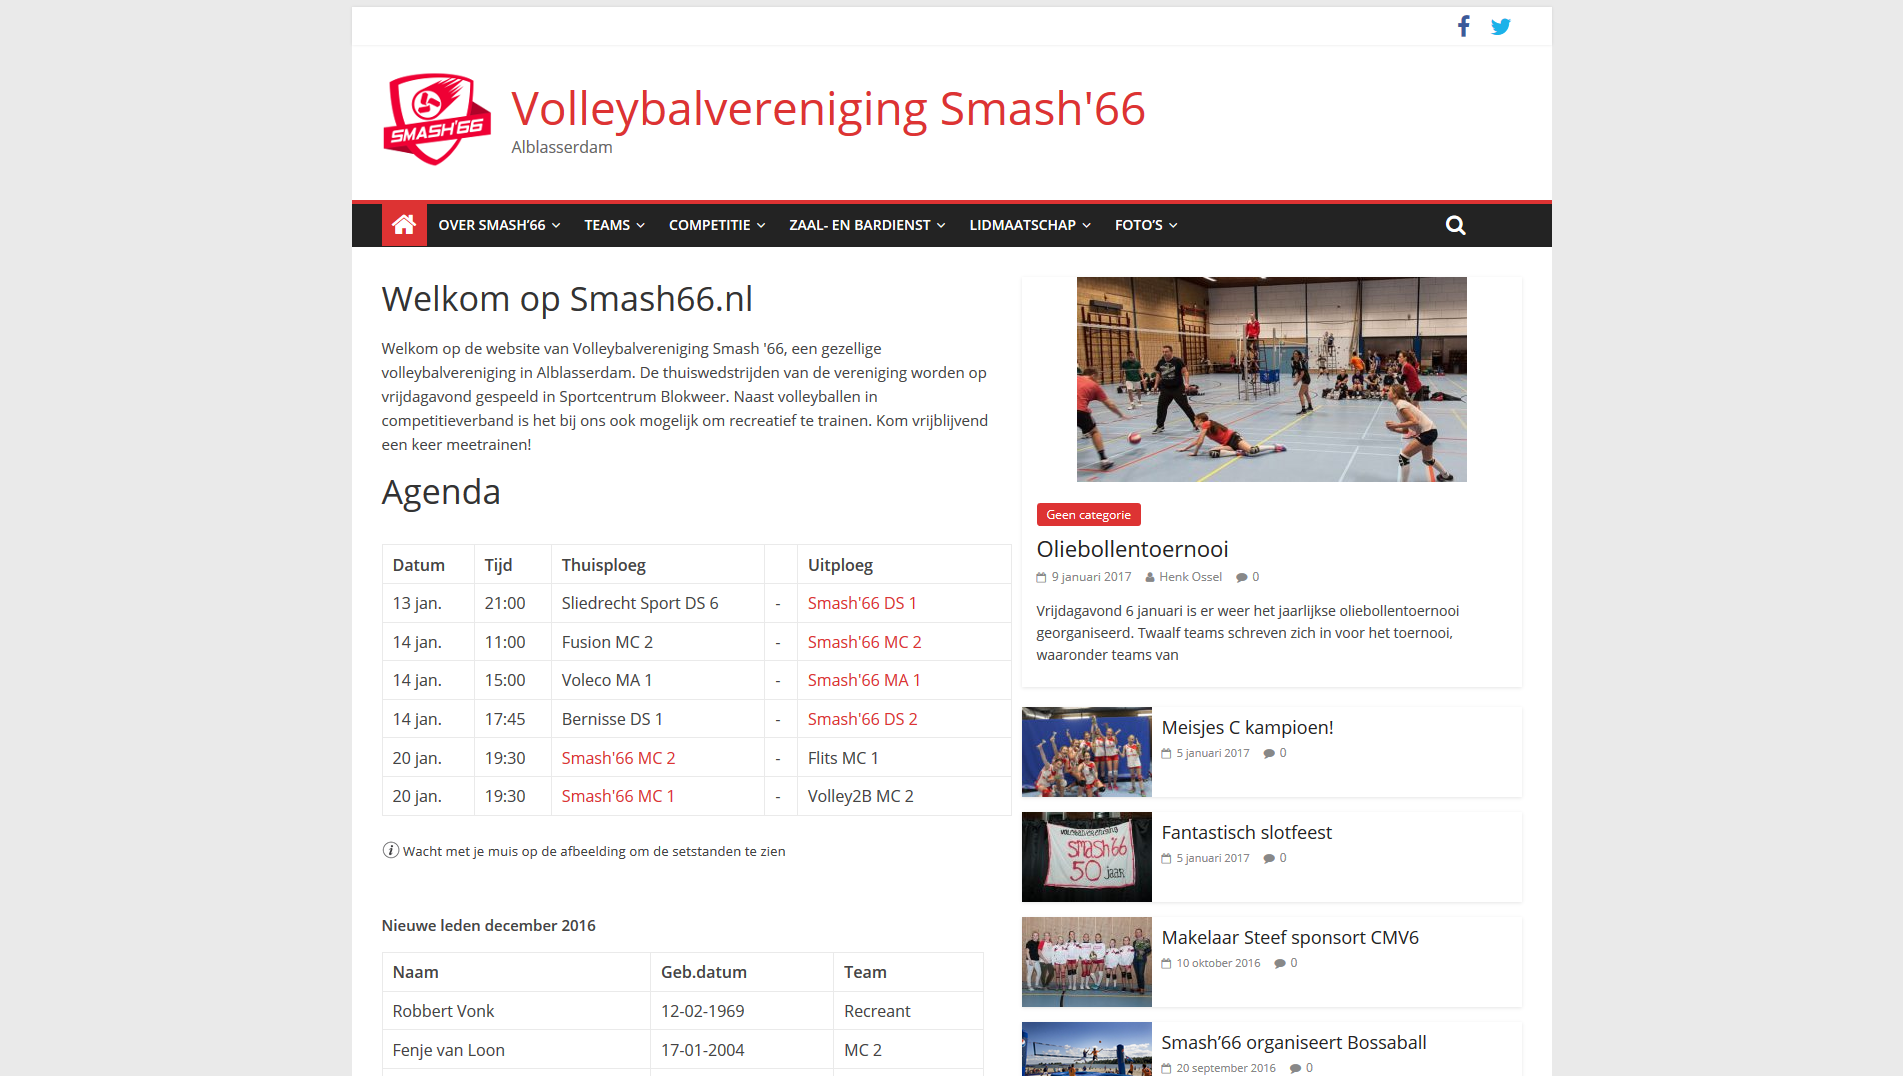 SMASH'66
Volleybalvereniging Smash'66
Alblasserdam
OVER SMASH'66 TEAMS COMPETITIE ZAAL- EN BARDIENST LIDMAATSCHAP FOTO'S
Welkom op Smash66.nl
Welkom op de website van Volleybalvereniging Smash '66, een gezellige
volleybalvereniging in Alblasserdam. De thuiswedstrijden van de vereniging worden op
vrijdagavond gespeeld in Sportcentrum Blokweer. Naast volleyballen in
competitieverband is het bij ons ook mogelijk om recreatief te trainen. Kom vrijblijvend
een keer meetrainen!
Agenda
Datum Tijd Thuisploeg Uitploeg
13 jan. 21:00 Sliedrecht Sport DS 6 - Smash'66 DS 1
14 jan. 11:00 Fusion MC 2 - Smash'66 MC 2
14 jan. 15:00 Voleco MA 1 - Smash'66 MA 1
14 jan. 17:45 Bernisse DS 1 - Smash'66 DS 2
20 jan. 19:30 Smash'66 MC 2 - Flits MC 1
20 jan. 19:30 Smash'66 MC 1 - Volley2B MC 2
Wacht met je muis op de afbeelding om de setstanden te zien
Nieuwe leden december 2016
Naam Geb.datum Team
Robbert Vonk 12-02-1969 Recreant
Fenje van Loon 17-01-2004 MC 2
Geen categorie
Oliebollentoernooi
9 januari 2017 Henk Ossel 0
Vrijdagavond 6 januari is er weer het jaarlijkse oliebollentoernooi
georganiseerd. Twaalf teams schreven zich in voor het toernooi,
waaronder teams van
Meisjes C kampioen!
5 januari 2017 0
VOLLEYBALVERENIGING
SMASH'66
50 JAAR
Fantastisch slotfeest
5 januari 2017 0
Makelaar Steef sponsort CMV6
10 oktober 2016 0
Smash’66 organiseert Bossaball
20 september 2016 0